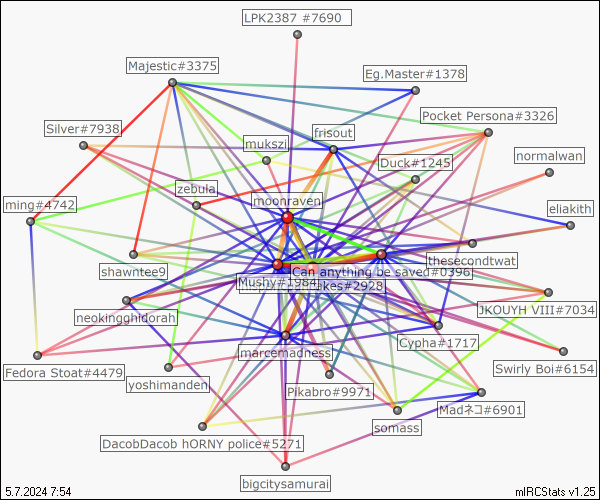 LPK2387 #7690
Majestic#3375
Eg.Master#1378
Pocket Persona#3326
Silver#7938
frisout
mukszi
Duck#1245
normalwan
zebula
moonraven
ming#4742
eliakith
thesecondtwat
shawntee9
Can anything be saved#0396
Mushy#1984
kes#2928
neokingghidorah
JKOUYH VIII#7034
Cypha#1717
marcemadness
Fedora Stoat#4479
Swirly Boi#6154
yoshimanden
Pikabro#9971
Madネコ#6901
somass
DacobDacob hORNY police#5271
bigcitysamurai
5.7.2024 7:54
mIRCStats v1.25